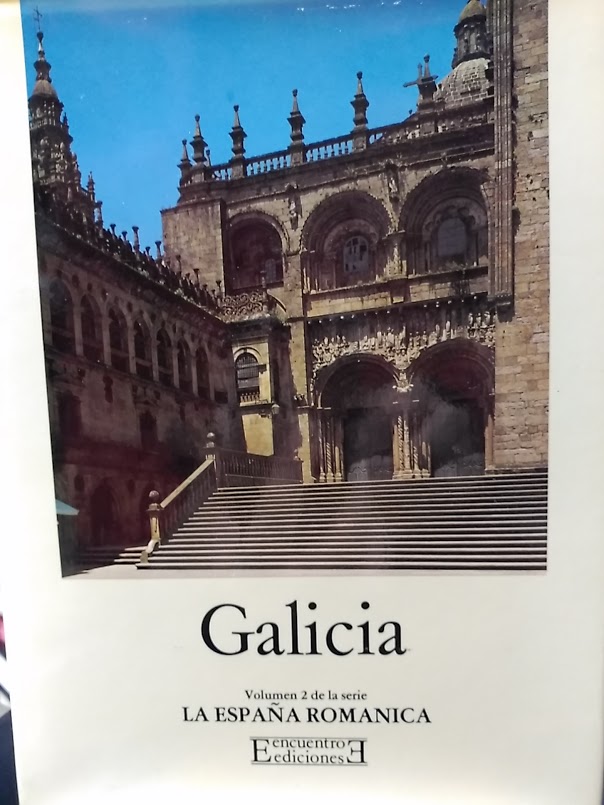 Galicia
Volumen 2 de la serie
LA ESPAÑA ROMANICA
encuentro
ediciones